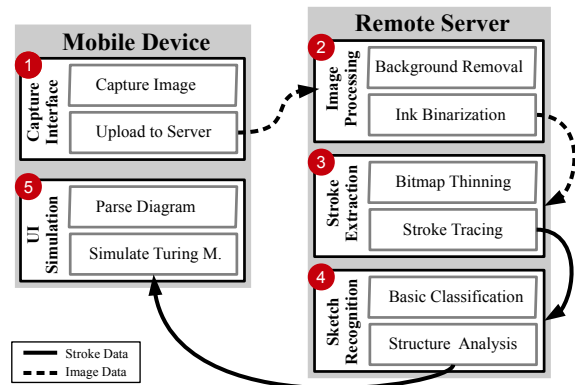 Mobile Device
1
Capture
Interface
Capture Image
Upload to Server
5
UI
Simulation
Parse Diagram
Simulate Turing M.
Stroke Data
Image Data
Remote Server
2
Image
Processing
Background Removal
Ink Binarization
3
Stroke
Extraction
Bitmap Thinning
Stroke Tracing
4
Sketch
Recognition
Basic Classification
Structure Analysis